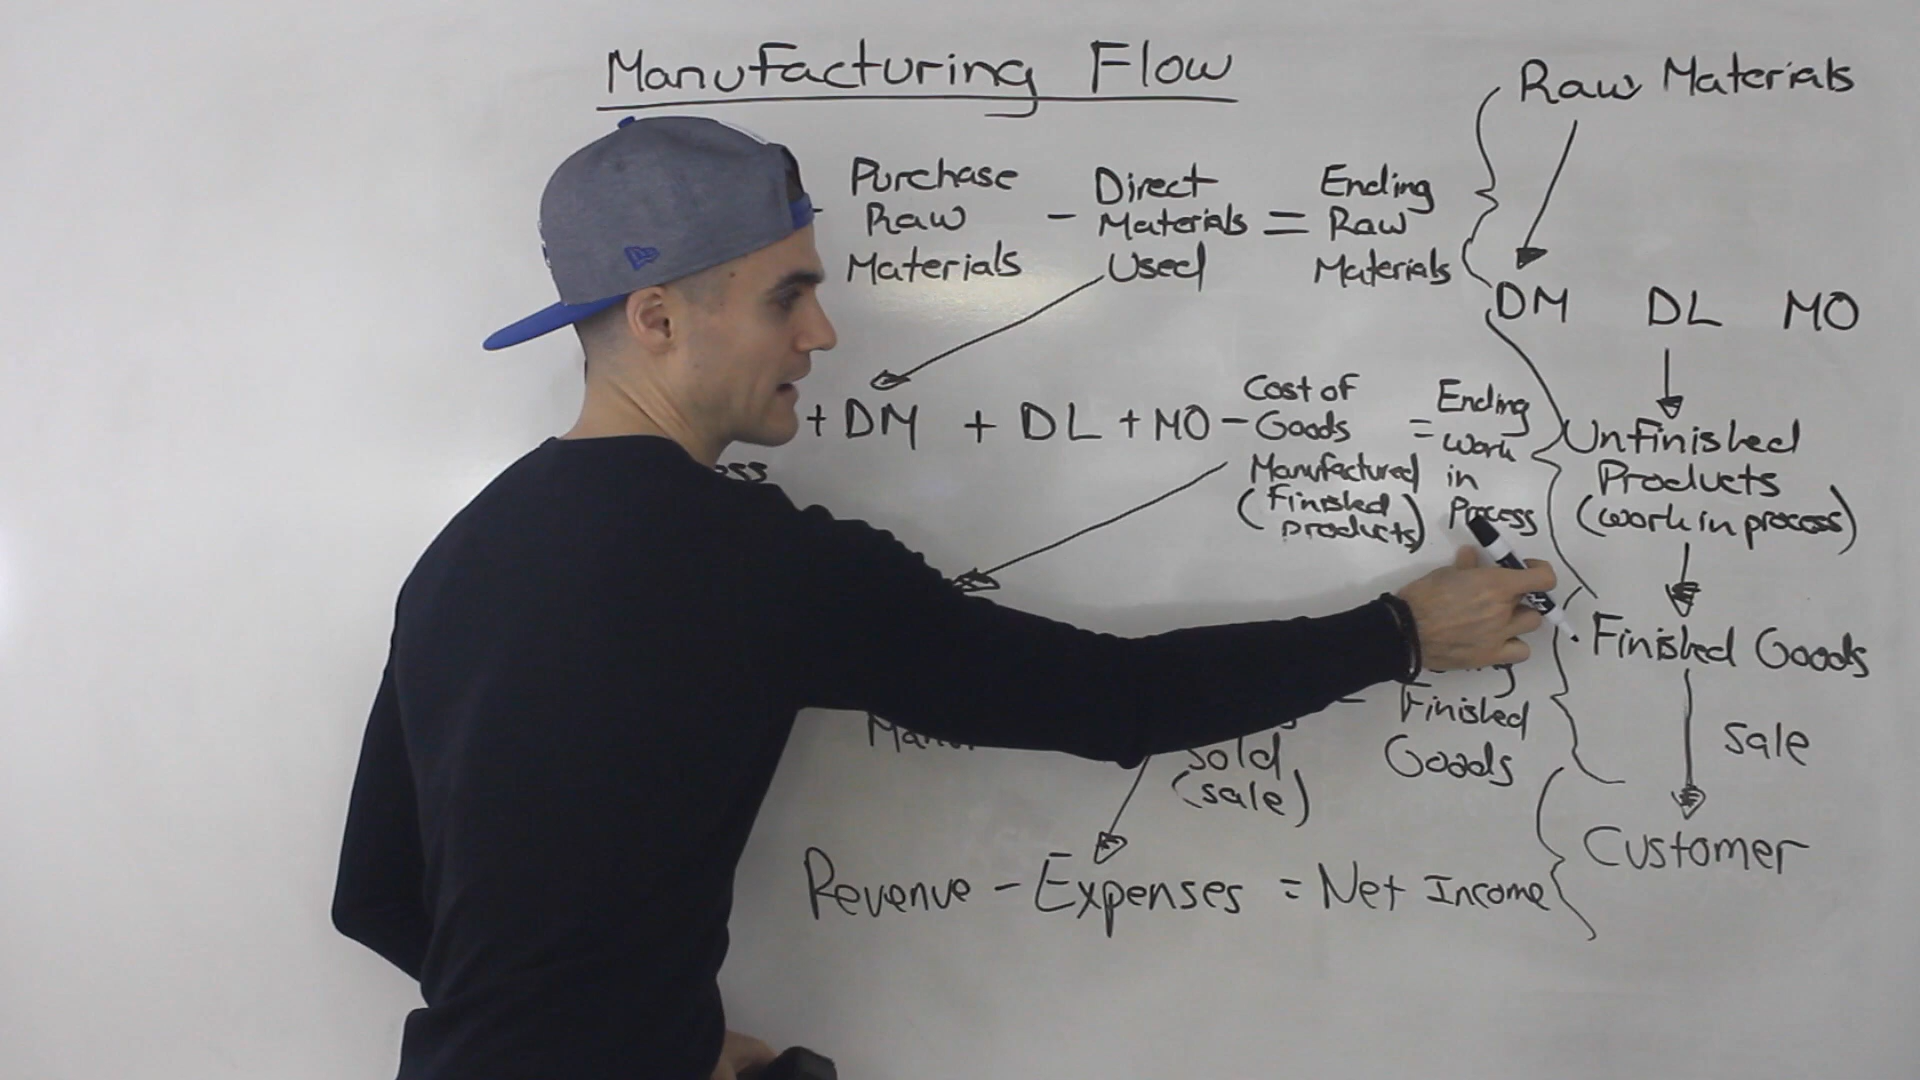 Manufacturing Flow
Raw Materials
Purchase
Raw
Materials
- Direct
Materials
Used
= Ending
Raw
Materials
DM DL MO
+ DM + DL + MO - Cost of
Goods
Manufactured
(Finished
products)
= Ending
Work
in
Process
ess
Unfinished
Products
(work in process)
Finished Goods
Sale
Sold
(sale)
Finished
Goods
Customer
Revenue - Expenses = Net Income